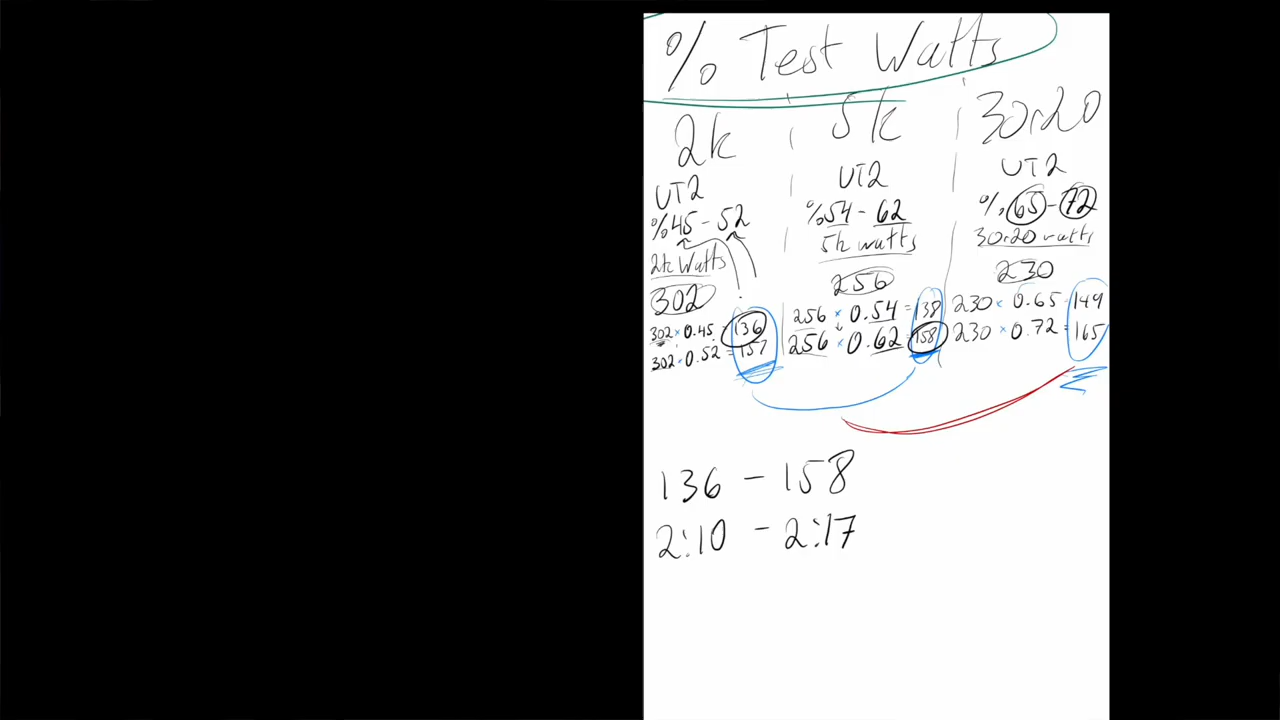 % Test Watts
2k
UT2
% 45 - 52
2k Watts
302
302 x 0.45 = 136
302 x 0.52 = 157
5k
UT2
% 54 - 62
5k watts
256
256 x 0.54 = 138
256 x 0.62 = 158
30r20
UT2
% 65 - 72
30r20 watts
230
230 x 0.65 = 149
230 x 0.72 = 165
136 - 158
2:10 - 2:17